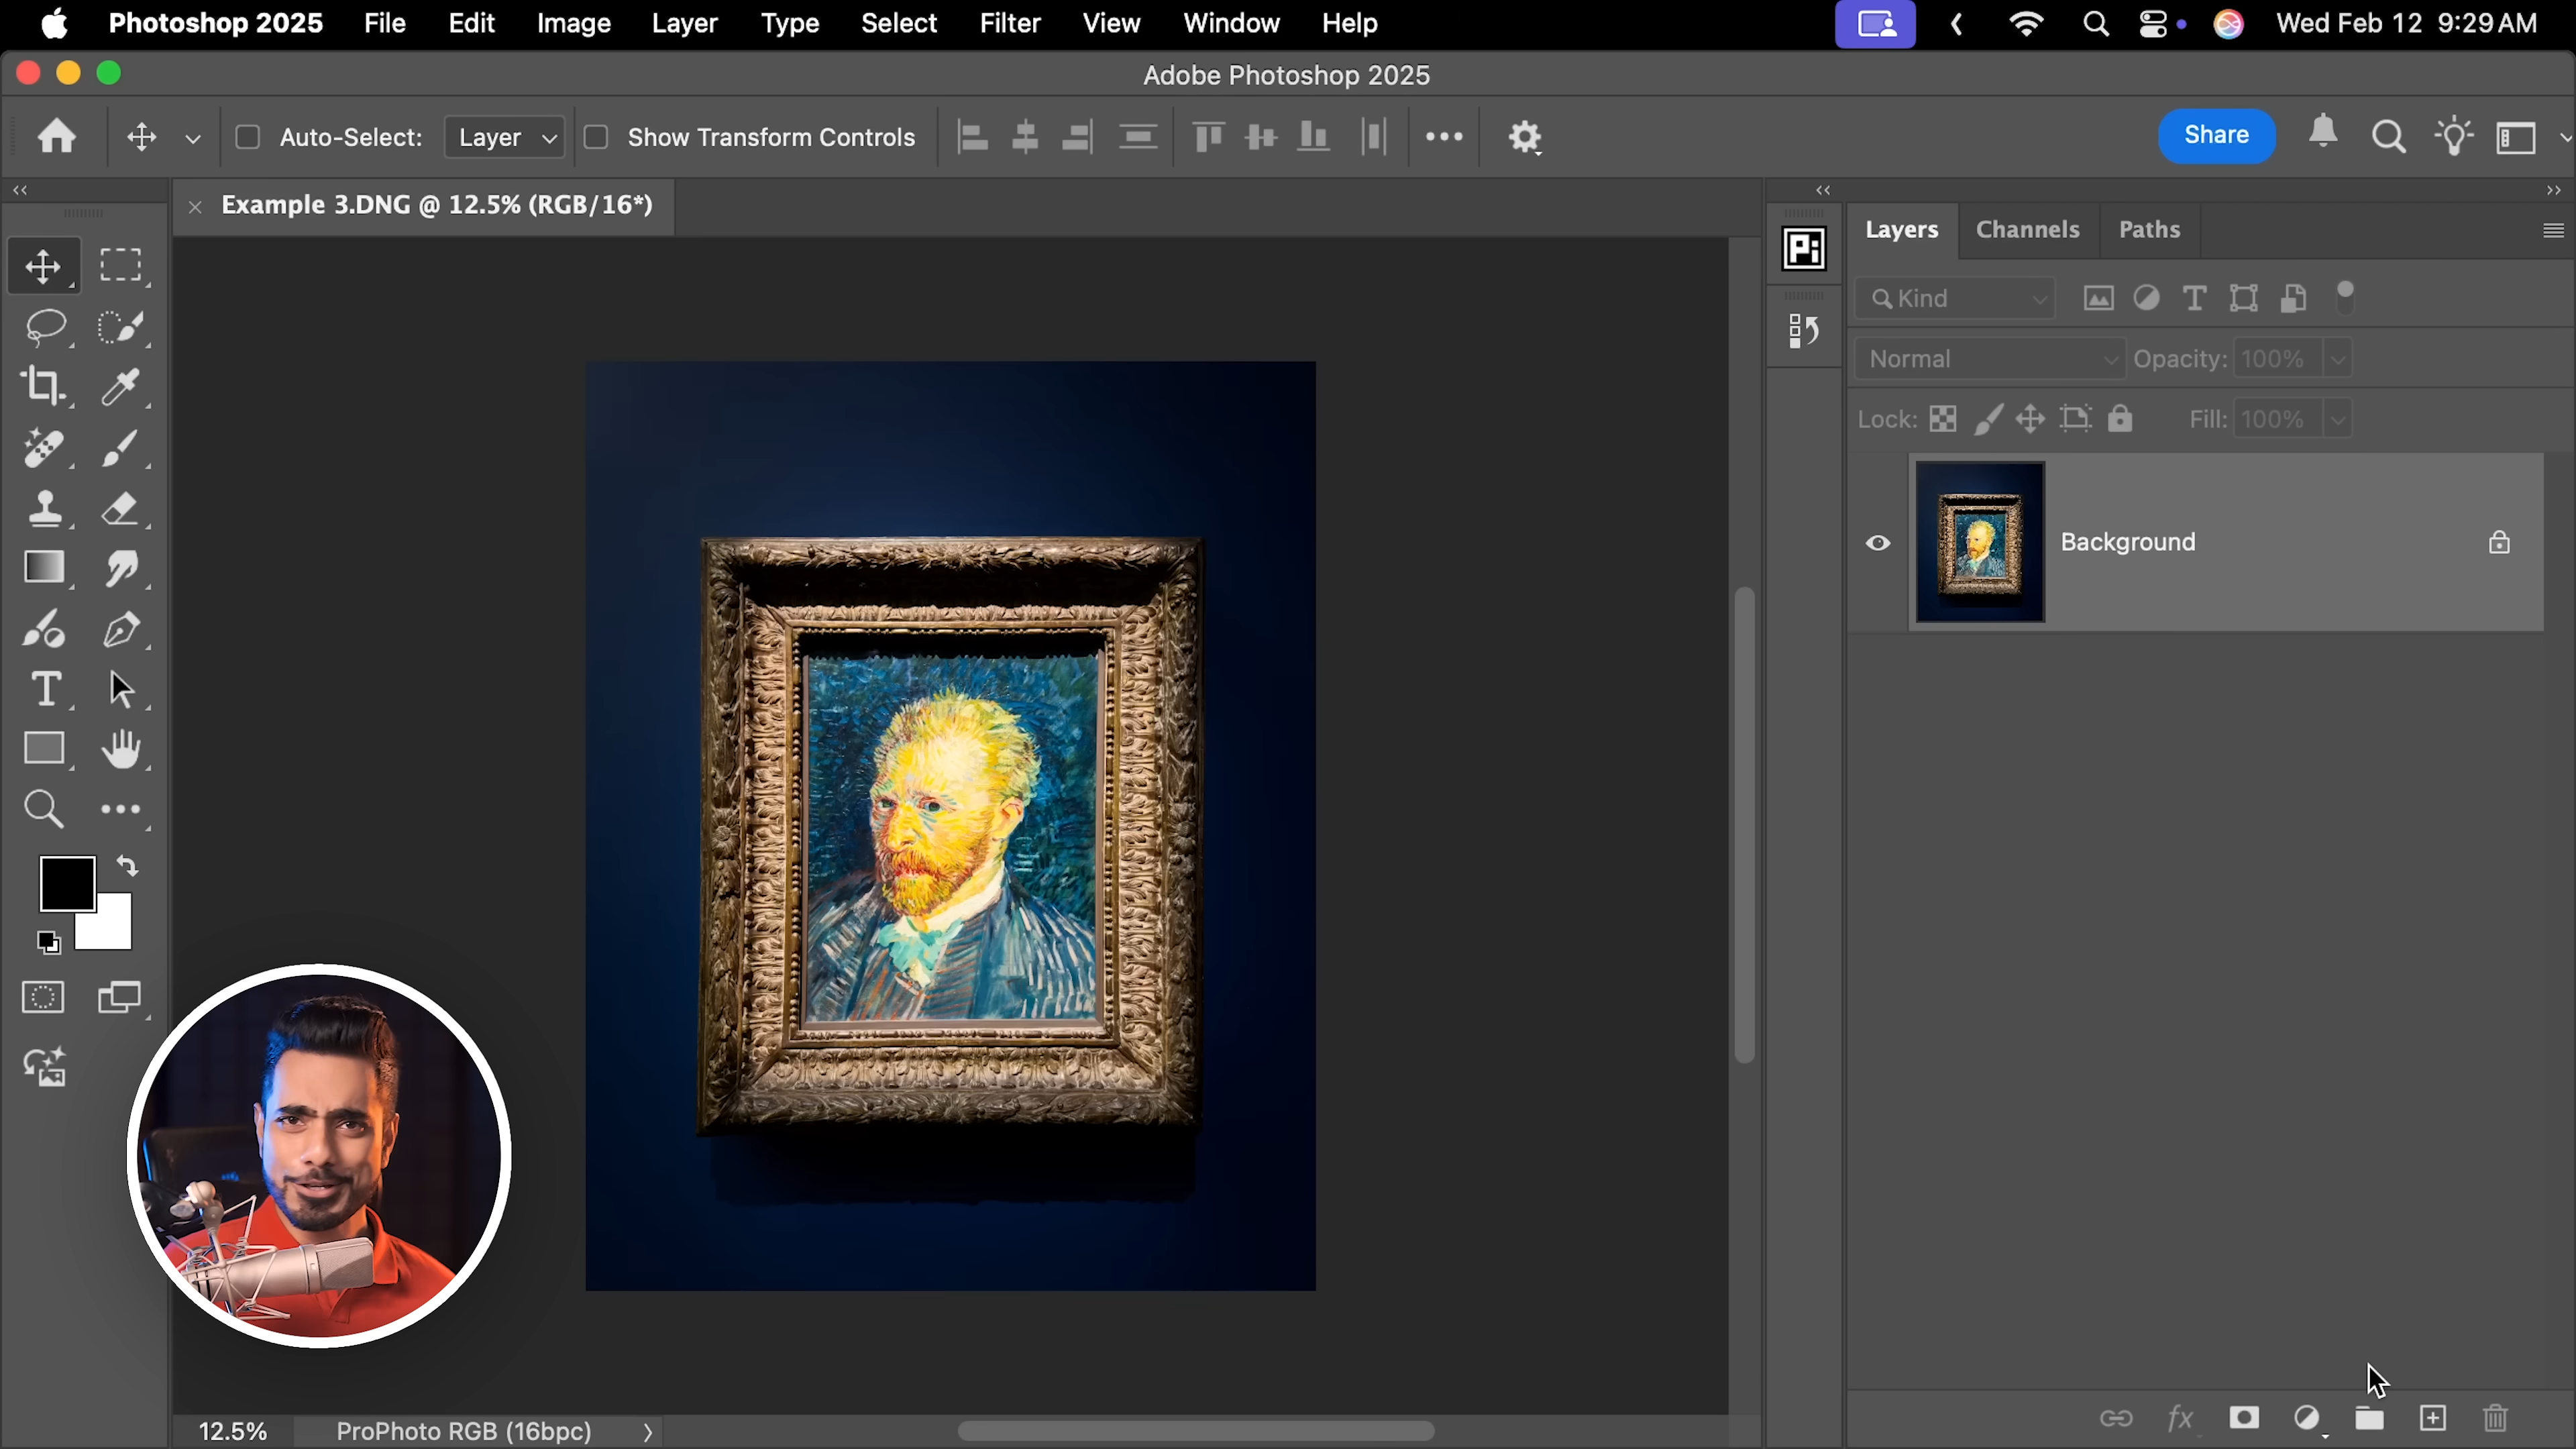 Photoshop 2025 File Edit Image Layer Type Select Filter View Window Help Wed Feb 12 9:29 AM
Adobe Photoshop 2025
Auto-Select: Layer Show Transform Controls Share
Example 3.DNG @ 12.5% (RGB/16*)
Pi
Layers Channels Paths
Kind
Normal Opacity: 100%
Lock: Fill: 100%
Background
fx
12.5% ProPhoto RGB (16bpc)